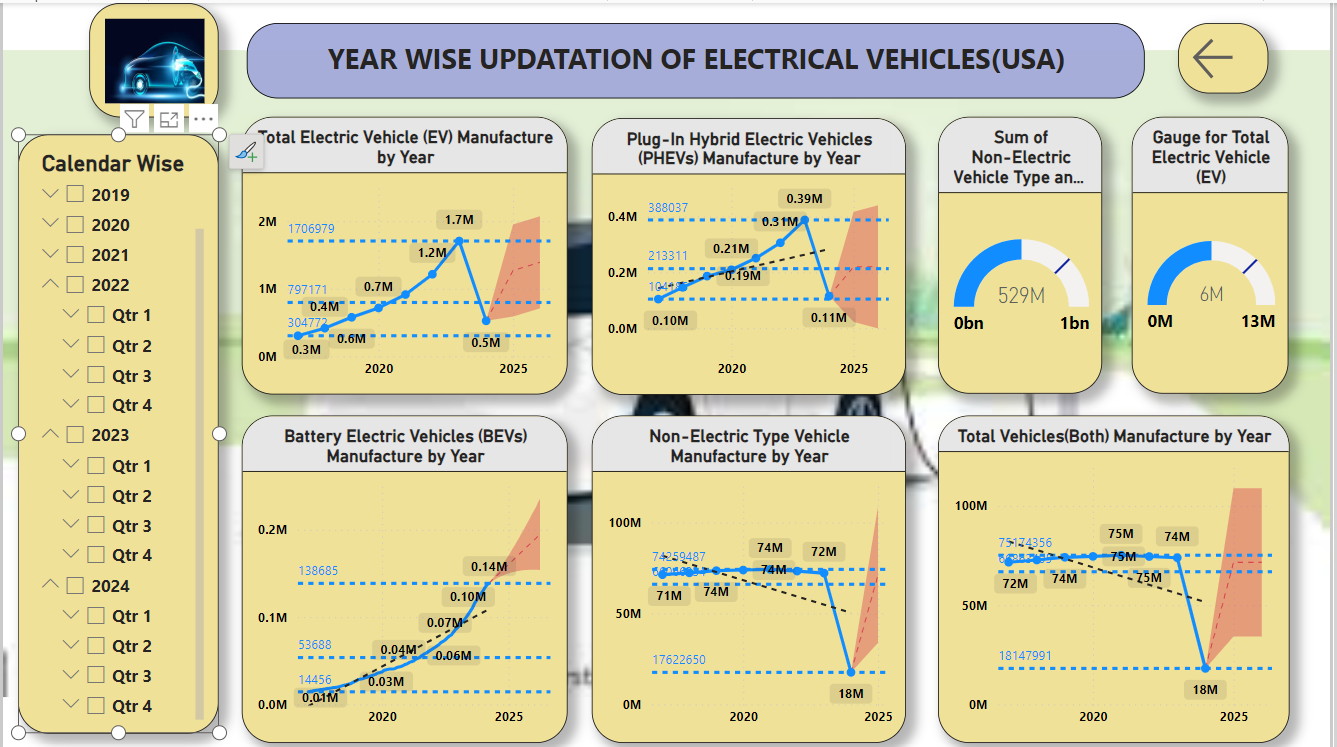 YEAR WISE UPDATATION OF ELECTRICAL VEHICLES(USA)
Calendar Wise
2019
2020
2021
2022
Qtr 1
Qtr 2
Qtr 3
Qtr 4
2023
Qtr 1
Qtr 2
Qtr 3
Qtr 4
2024
Qtr 1
Qtr 2
Qtr 3
Qtr 4
Total Electric Vehicle (EV) Manufacture
by Year
2M
1M
0M
1706979
797171
304773
0.3M
0.4M
0.6M
0.7M
1.2M
1.7M
0.5M
2020
2025
Plug-In Hybrid Electric Vehicles
(PHEVs) Manufacture by Year
0.4M
0.2M
0.0M
388037
213311
0.10M
0.19M
0.21M
0.31M
0.39M
0.11M
2020
2025
Sum of
Non-Electric
Vehicle Type an...
529M
0bn
1bn
Gauge for Total
Electric Vehicle
(EV)
6M
0M
13M
Battery Electric Vehicles (BEVs)
Manufacture by Year
0.2M
0.1M
0.0M
138685
53688
14456
0.01M
0.03M
0.04M
0.06M
0.07M
0.10M
0.14M
2020
2025
Non-Electric Type Vehicle
Manufacture by Year
100M
50M
0M
74259487
17622650
71M
74M
74M
74M
72M
18M
2020
2025
Total Vehicles(Both) Manufacture by Year
100M
50M
0M
75174356
18147991
72M
74M
75M
75M
75M
74M
18M
2020
2025